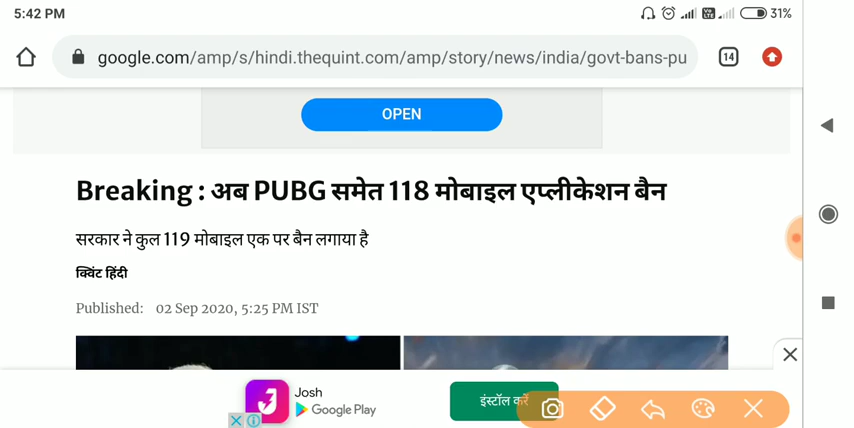 5:42 PM
Vo LTE
31%
google.com/amp/s/hindi.thequint.com/amp/story/news/india/govt-bans-pu
14
OPEN
Breaking : अब PUBG समेत 118 मोबाइल एप्लीकेशन बैन
सरकार ने कुल 119 मोबाइल एक पर बैन लगाया है
क्विंट हिंदी
Published: 02 Sep 2020, 5:25 PM IST
Josh
Google Play
इंस्टॉल करें